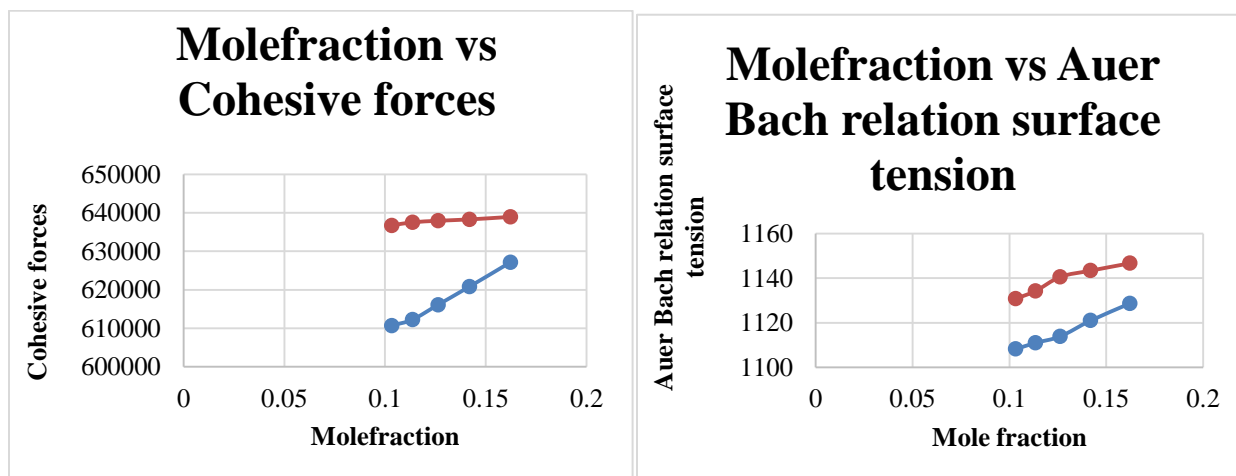 Molefraction vs
Cohesive forces
Cohesive forces
650000
640000
630000
620000
610000
600000
0
0.05
0.1
0.15
0.2
Molefraction
Molefraction vs Auer
Bach relation surface
tension
Auer Bach relation surface
tension
1160
1140
1120
1100
0
0.05
0.1
0.15
0.2
Mole fraction